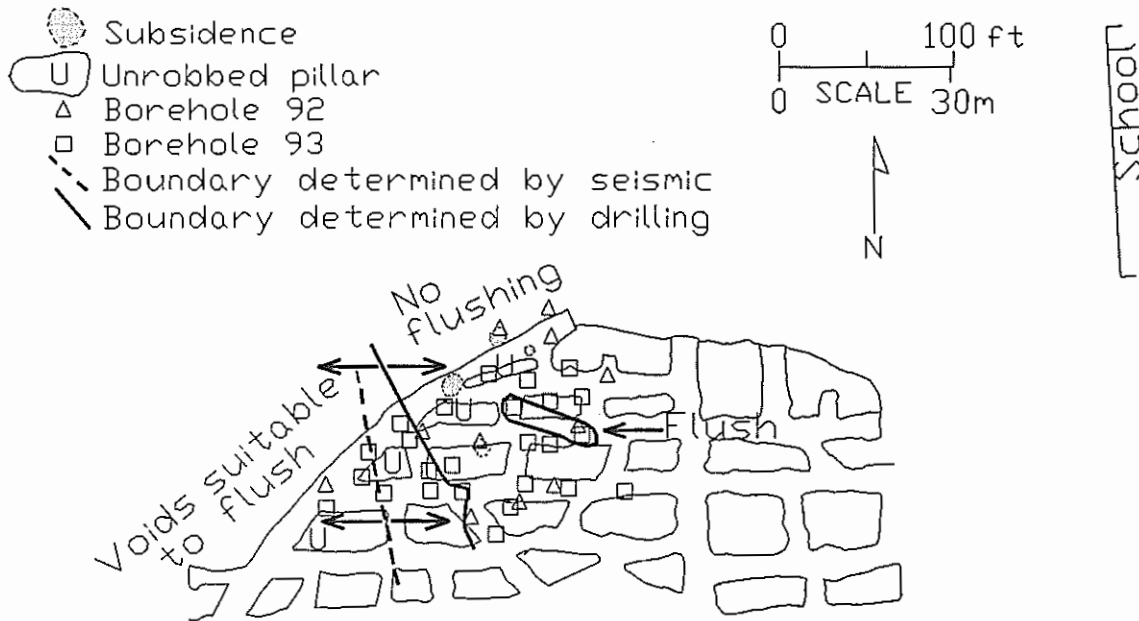 Subsidence
U Unrobbed pillar
Borehole 92
Borehole 93
Boundary determined by seismic
Boundary determined by drilling
0 100 ft
SCALE
0 30m
N
School
No
flushing
Voids suitable
to flush
Flush
U
U
U
U